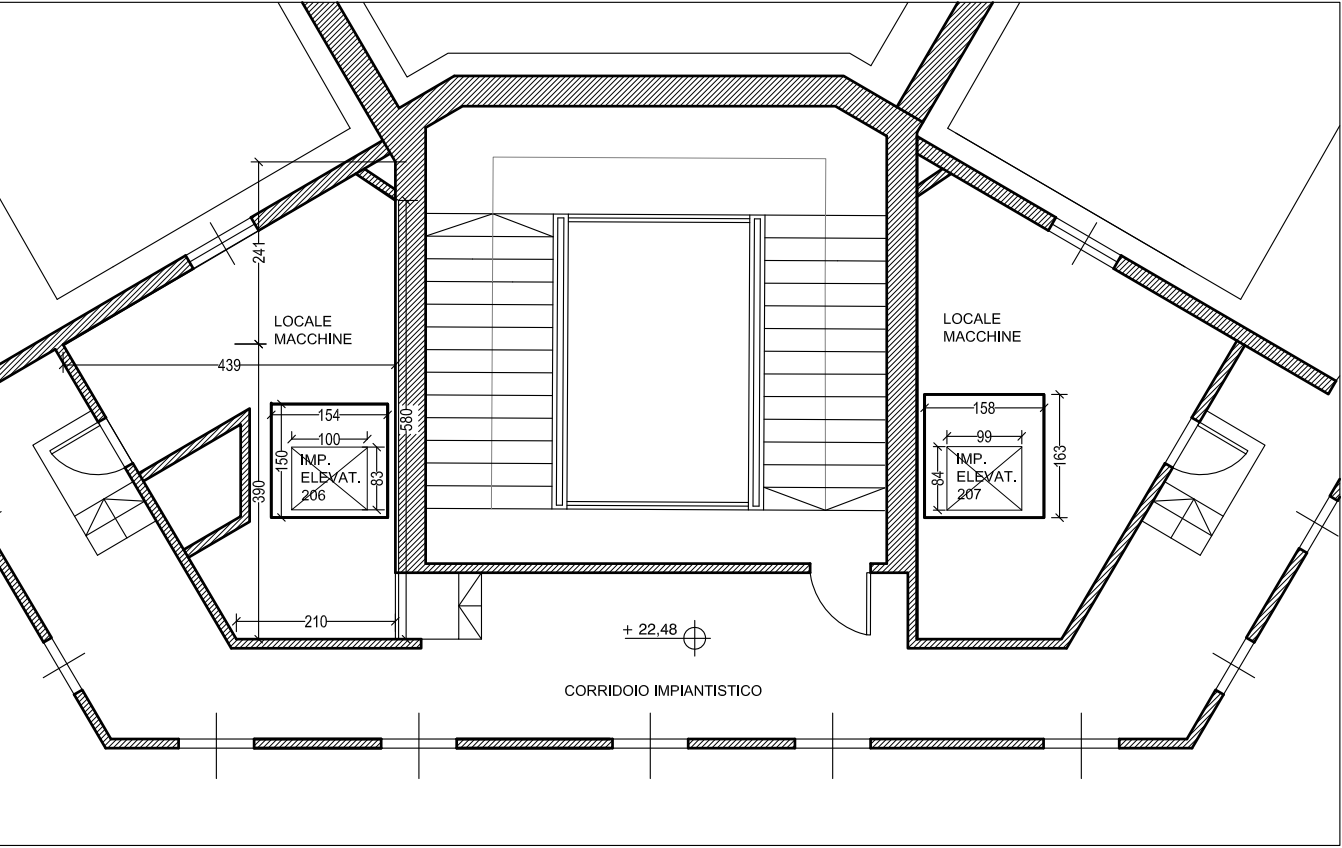 241
LOCALE
MACCHINE
439
154
100
150
IMP.
ELEVAT.
206
83
390
580
210
LOCALE
MACCHINE
158
99
84
IMP.
ELEVAT.
207
163
+ 22,48
CORRIDOIO IMPIANTISTICO